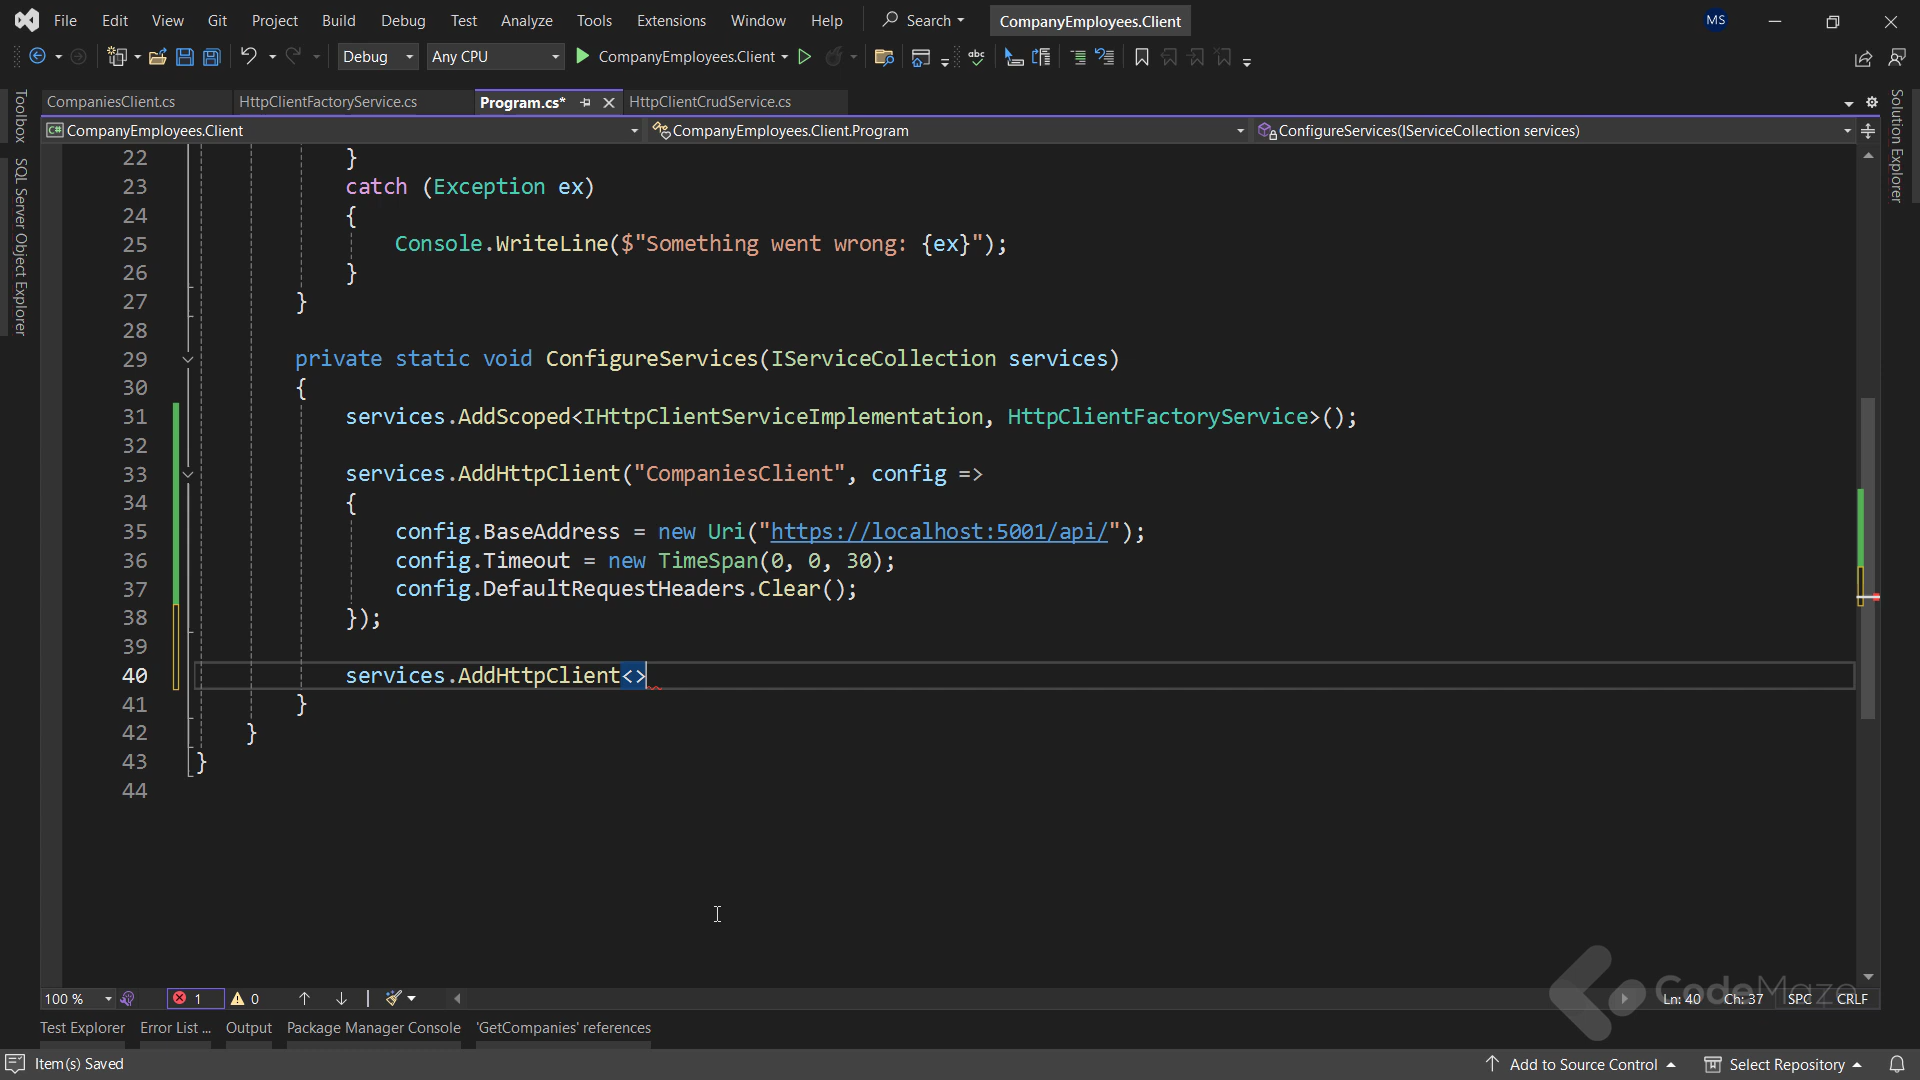 File Edit View Git Project Build Debug Test Analyze Tools Extensions Window Help Search CompanyEmployees.Client MS
Debug Any CPU CompanyEmployees.Client
CompaniesClient.cs HttpClientFactoryService.cs Program.cs* HttpClientCrudService.cs
C# CompanyEmployees.Client CompanyEmployees.Client.Program ConfigureServices(IServiceCollection services)
Toolbox
SQL Server Object Explorer
Solution Explorer
22 }
23 catch (Exception ex)
24 {
25 Console.WriteLine($"Something went wrong: {ex}");
26 }
27 }
28
29 private static void ConfigureServices(IServiceCollection services)
30 {
31 services.AddScoped<IHttpClientServiceImplementation, HttpClientFactoryService>();
32
33 services.AddHttpClient("CompaniesClient", config =>
34 {
35 config.BaseAddress = new Uri("https://localhost:5001/api/");
36 config.Timeout = new TimeSpan(0, 0, 30);
37 config.DefaultRequestHeaders.Clear();
38 });
39
40 services.AddHttpClient<>
41 }
42 }
43 }
44
CodeMaze
100 % 1 0 Ln: 40 Ch: 37 SPC CRLF
Test Explorer Error List ... Output Package Manager Console 'GetCompanies' references
Item(s) Saved Add to Source Control Select Repository